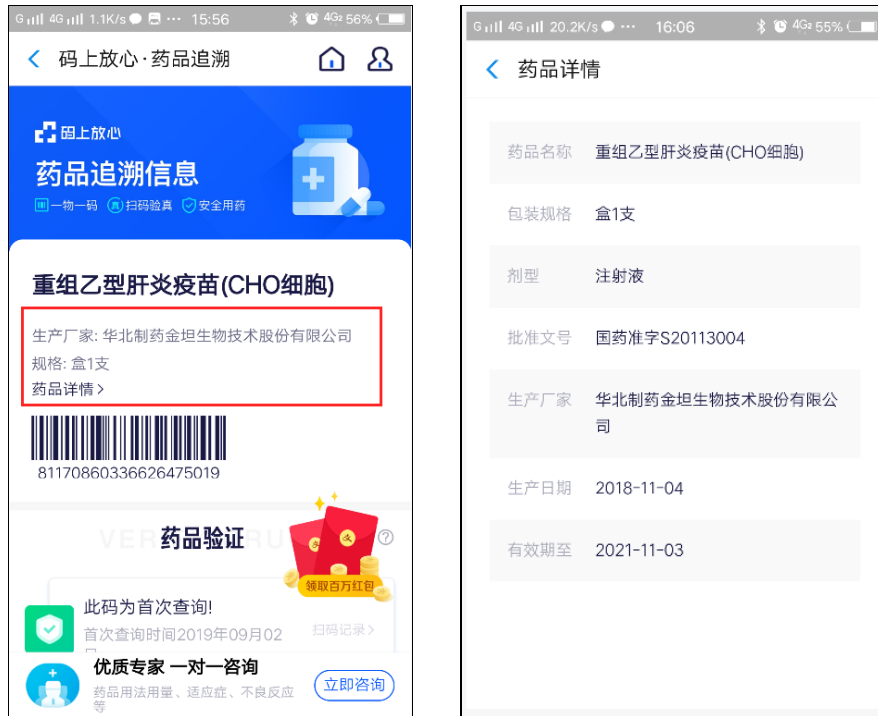 G 4G 1.1K/s ··· 15:56 4G 56%
码上放心·药品追溯
码上放心
药品追溯信息
一物一码 真 扫码验真 安全用药
重组乙型肝炎疫苗(CHO细胞)
生产厂家: 华北制药金坦生物技术股份有限公司
规格: 盒1支
药品详情>
81170860336626475019
药品验证
领取百万红包
此码为首次查询!
首次查询时间2019年09月02
扫码记录>
优质专家 一对一咨询
药品用法用量、适应症、不良反应
等
立即咨询
G 4G 20.2K/s ··· 16:06 4G 55%
药品详情
药品名称 重组乙型肝炎疫苗(CHO细胞)
包装规格 盒1支
剂型 注射液
批准文号 国药准字S20113004
生产厂家 华北制药金坦生物技术股份有限公
司
生产日期 2018-11-04
有效期至 2021-11-03